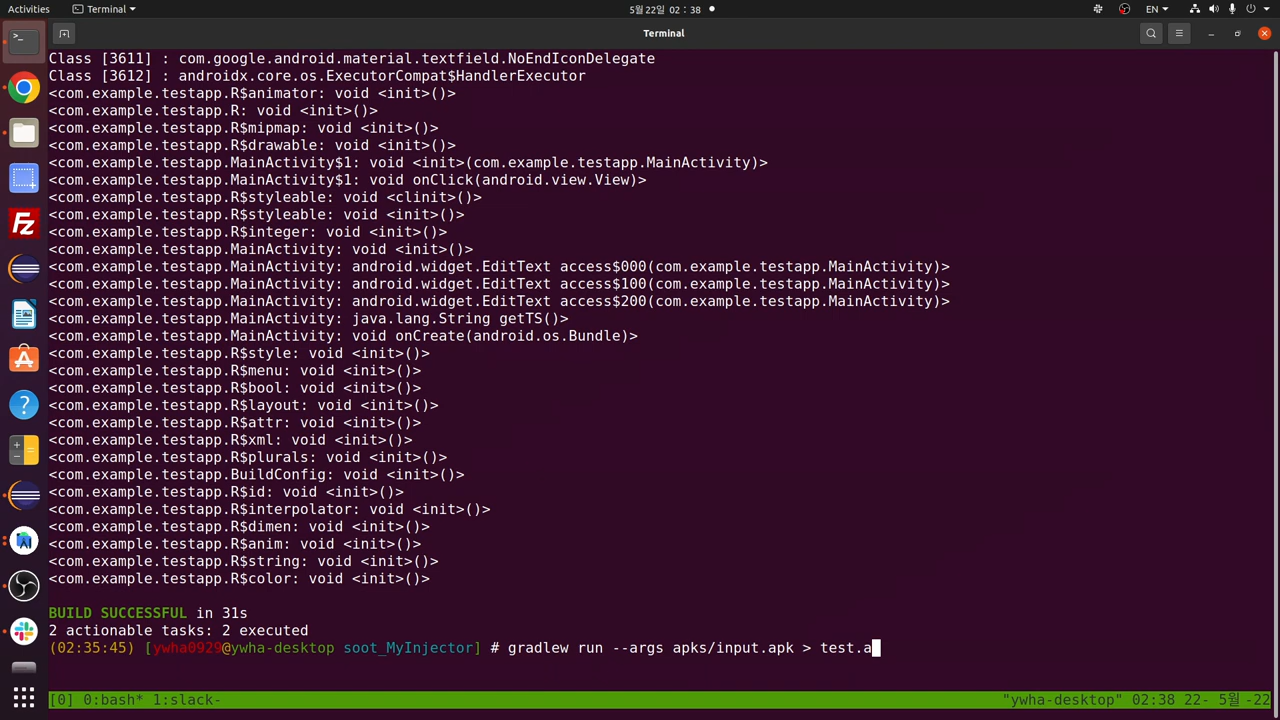 Activities
Terminal
5월 22일 02 : 38
EN
Terminal
Class [3611] : com.google.android.material.textfield.NoEndIconDelegate
Class [3612] : androidx.core.os.ExecutorCompat$HandlerExecutor
<com.example.testapp.R$animator: void <init>()>
<com.example.testapp.R: void <init>()>
<com.example.testapp.R$mipmap: void <init>()>
<com.example.testapp.R$drawable: void <init>()>
<com.example.testapp.MainActivity$1: void <init>(com.example.testapp.MainActivity)>
<com.example.testapp.MainActivity$1: void onClick(android.view.View)>
<com.example.testapp.R$styleable: void <clinit>()>
<com.example.testapp.R$styleable: void <init>()>
<com.example.testapp.R$integer: void <init>()>
<com.example.testapp.MainActivity: void <init>()>
<com.example.testapp.MainActivity: android.widget.EditText access$000(com.example.testapp.MainActivity)>
<com.example.testapp.MainActivity: android.widget.EditText access$100(com.example.testapp.MainActivity)>
<com.example.testapp.MainActivity: android.widget.EditText access$200(com.example.testapp.MainActivity)>
<com.example.testapp.MainActivity: java.lang.String getTS()>
<com.example.testapp.MainActivity: void onCreate(android.os.Bundle)>
<com.example.testapp.R$style: void <init>()>
<com.example.testapp.R$menu: void <init>()>
<com.example.testapp.R$bool: void <init>()>
<com.example.testapp.R$layout: void <init>()>
<com.example.testapp.R$attr: void <init>()>
<com.example.testapp.R$xml: void <init>()>
<com.example.testapp.R$plurals: void <init>()>
<com.example.testapp.BuildConfig: void <init>()>
<com.example.testapp.R$id: void <init>()>
<com.example.testapp.R$interpolator: void <init>()>
<com.example.testapp.R$dimen: void <init>()>
<com.example.testapp.R$anim: void <init>()>
<com.example.testapp.R$string: void <init>()>
<com.example.testapp.R$color: void <init>()>
BUILD SUCCESSFUL in 31s
2 actionable tasks: 2 executed
(02:35:45) [ywha0929@ywha-desktop soot_MyInjector] # gradlew run --args apks/input.apk > test.a
[0] 0:bash* 1:slack- "ywha-desktop" 02:38 22- 5월 -22